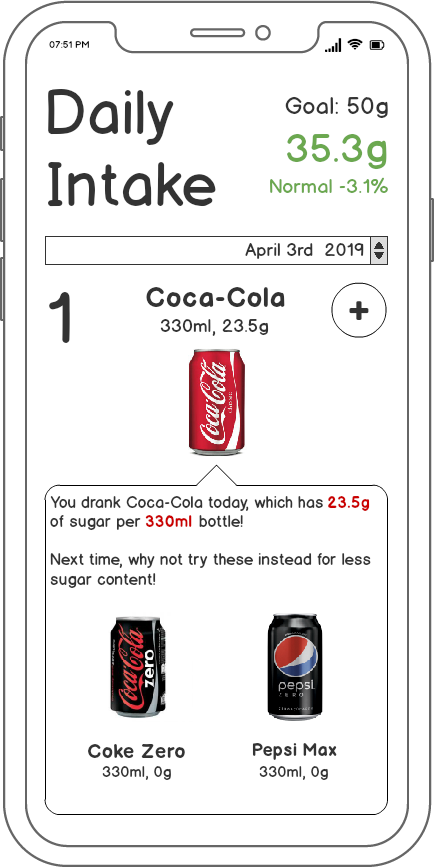 07:51 PM
Daily
Intake
Goal: 50g
35.3g
Normal -3.1%
April 3rd 2019
1
Coca-Cola
330ml, 23.5g
+
Coca-Cola
classic
You drank Coca-Cola today, which has 23.5g
of sugar per 330ml bottle!
Next time, why not try these instead for less
sugar content!
Coca-Cola
zero
pepsi
ZERO
Coke Zero
330ml, 0g
Pepsi Max
330ml, 0g